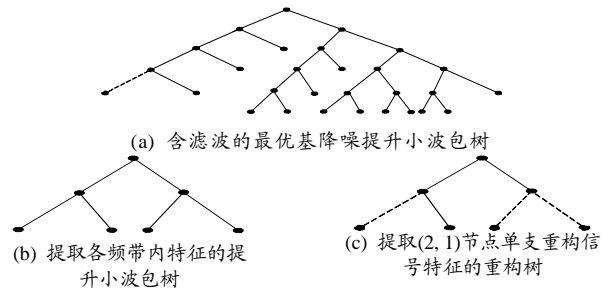 (a) 含滤波的最优基降噪提升小波包树
(b) 提取各频带内特征的提
升小波包树
(c) 提取(2, 1)节点单支重构信
号特征的重构树